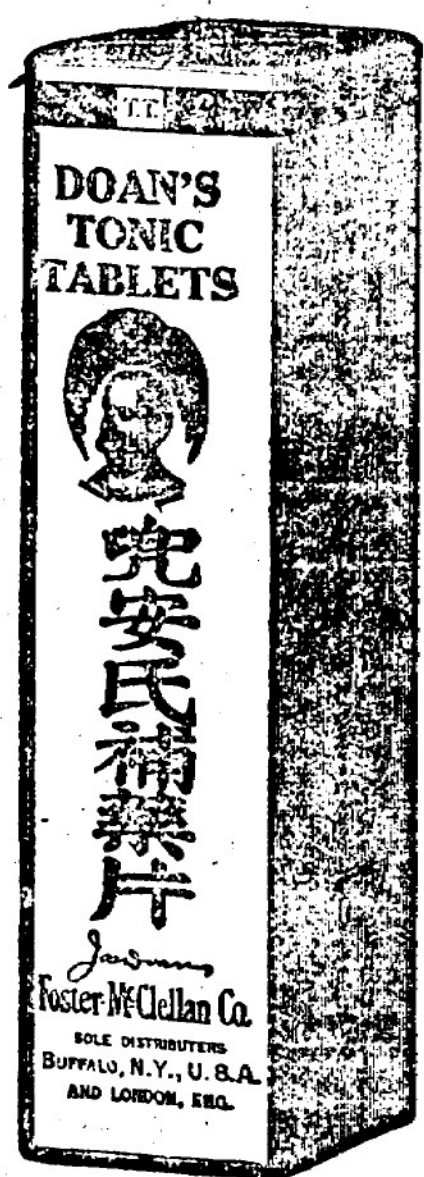 T.T.
DOAN'S
TONIC
TABLETS
兜安氏補藥片
Foster-McClellan Co.
SOLE DISTRIBUTERS
BUFFALO, N.Y., U.S.A.
AND LONDON, ENG.